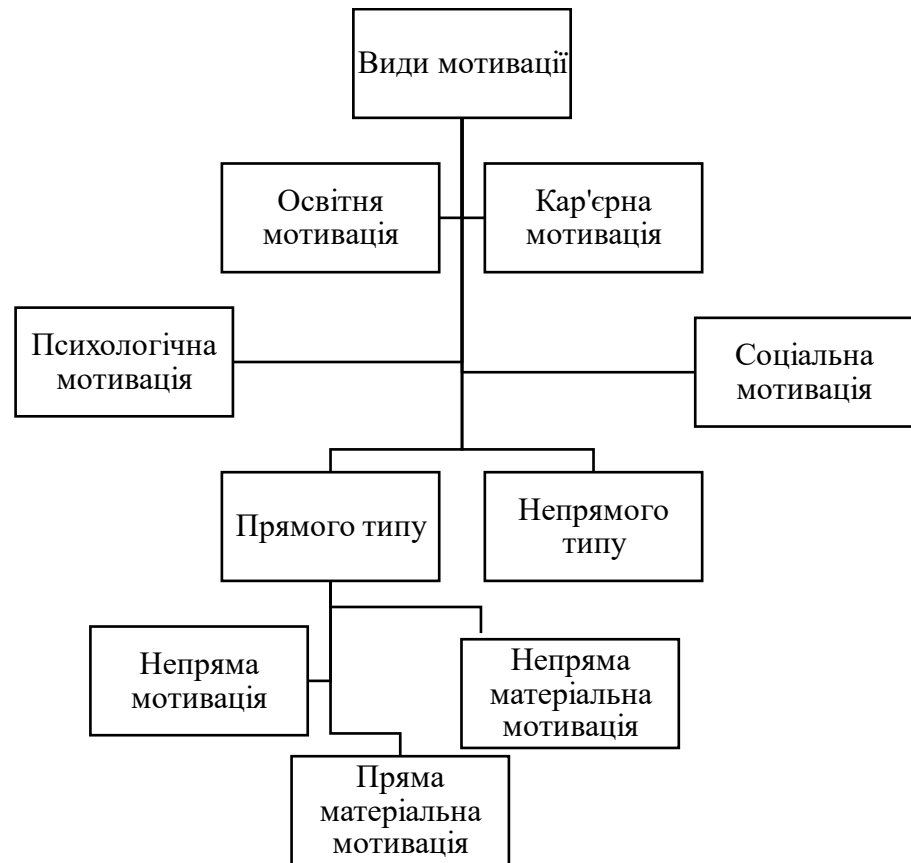 Види мотивації
Освітня
мотивація
Кар'єрна
мотивація
Психологічна
мотивація
Соціальна
мотивація
Прямого типу
Непрямого
типу
Непряма
мотивація
Непряма
матеріальна
мотивація
Пряма
матеріальна
мотивація